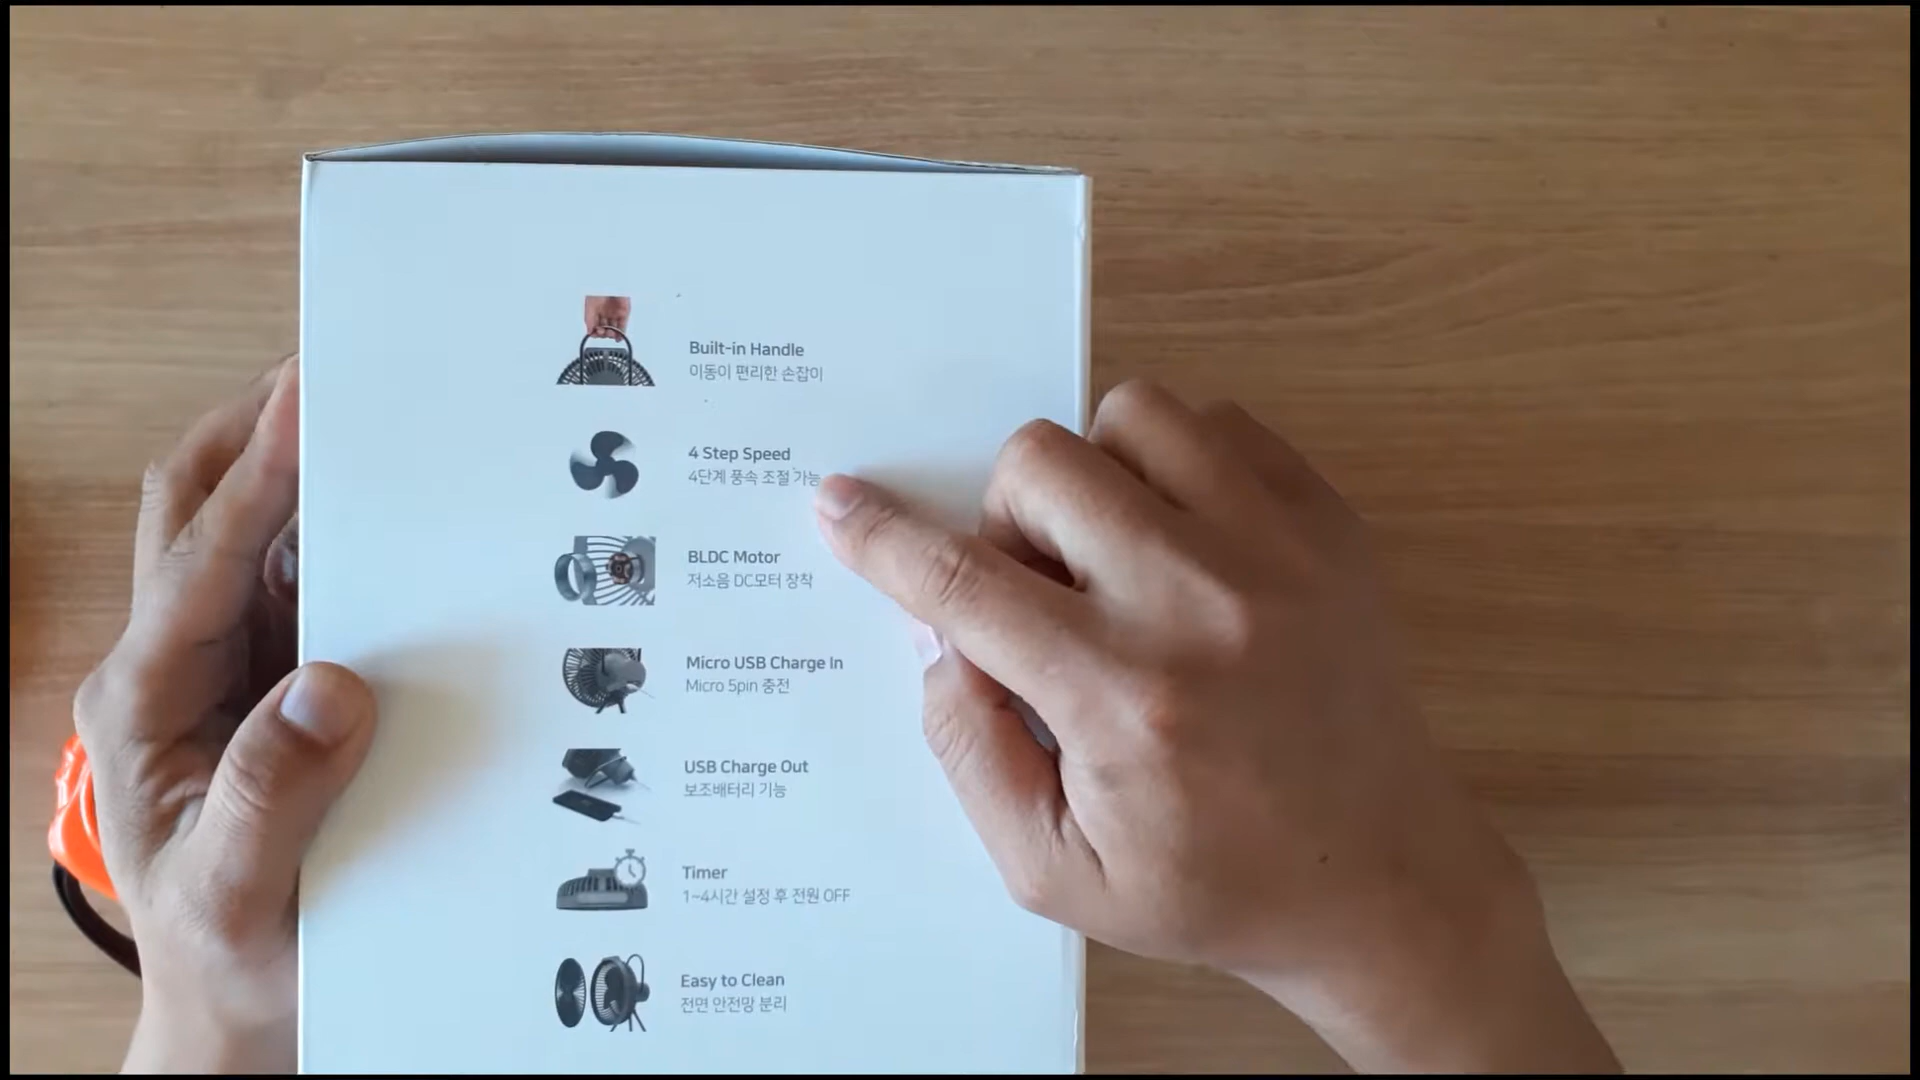 Built-in Handle
이동이 편리한 손잡이
4 Step Speed
4단계 풍속 조절 가능
BLDC Motor
저소음 DC모터 장착
Micro USB Charge In
Micro 5pin 충전
USB Charge Out
보조배터리 기능
Timer
1~4시간 설정 후 전원 OFF
Easy to Clean
전면 안전망 분리